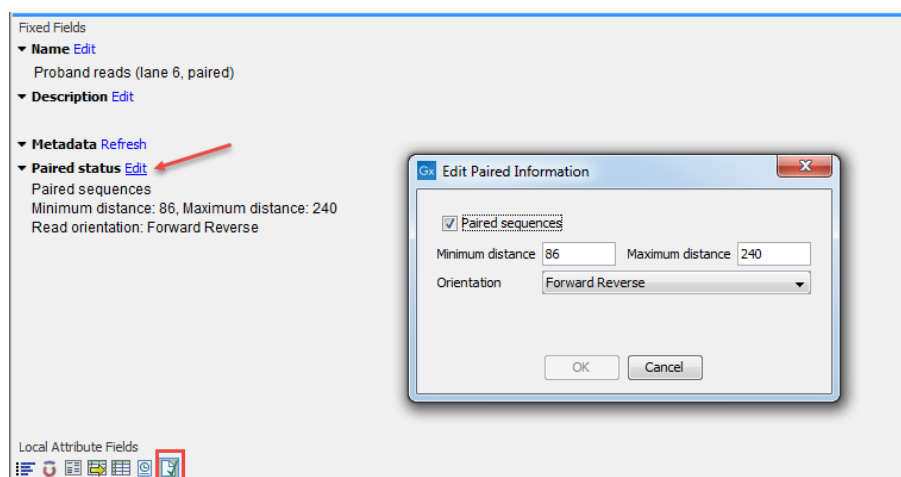 Fixed Fields
Name Edit
Proband reads (lane 6, paired)
Description Edit
Metadata Refresh
Paired status Edit
Paired sequences
Minimum distance: 86, Maximum distance: 240
Read orientation: Forward Reverse
Gx Edit Paired Information
Paired sequences
Minimum distance 86 Maximum distance 240
Orientation Forward Reverse
OK Cancel
Local Attribute Fields